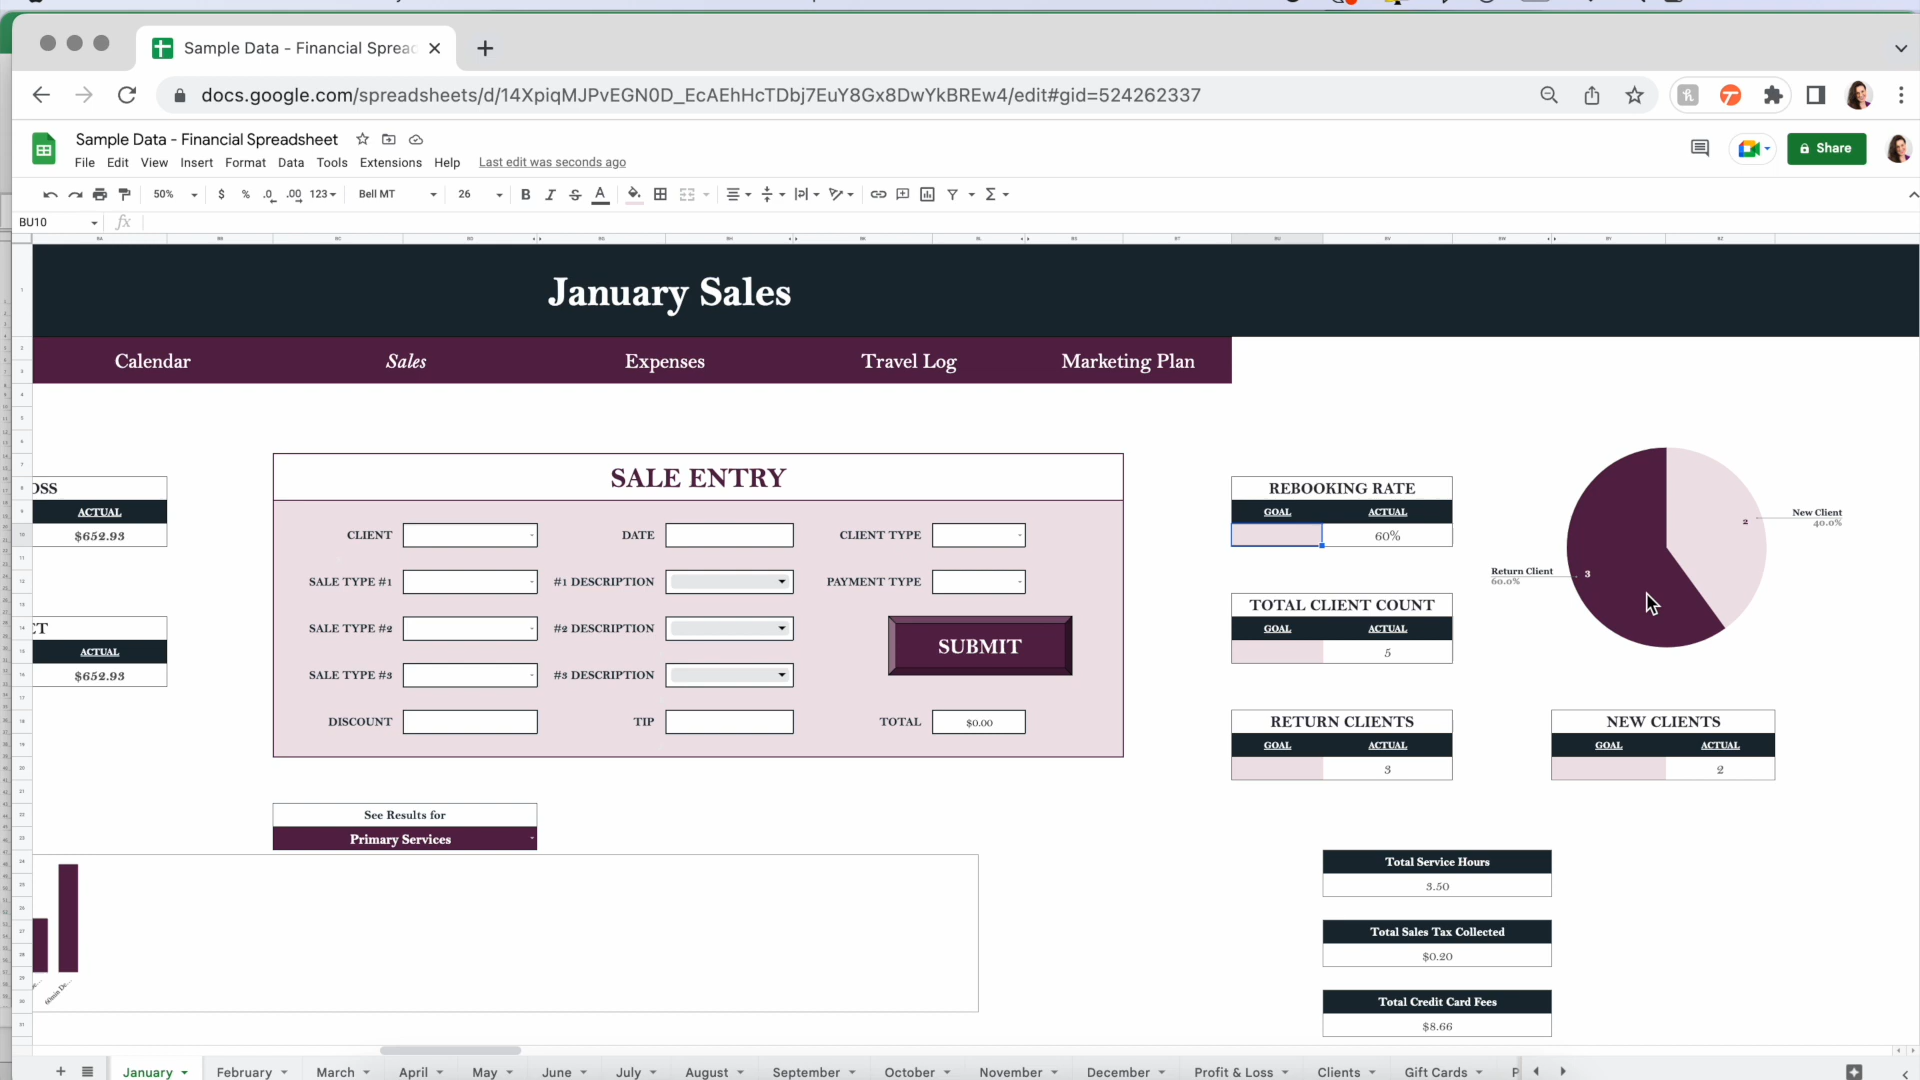 Sample Data - Financial Spreac
docs.google.com/spreadsheets/d/14XpiqMJPvEGN0D_EcAEhHcTDbj7EuY8Gx8DwYkBREw4/edit#gid=524262337
Sample Data - Financial Spreadsheet
File Edit View Insert Format Data Tools Extensions Help Last edit was seconds ago
Share
50% $ % .0 .00 123 Bell MT 26 B I S A
BU10 fx
January Sales
Calendar Sales Expenses Travel Log Marketing Plan
OSS
ACTUAL
$652.93
CT
ACTUAL
$652.93
SALE ENTRY
CLIENT DATE CLIENT TYPE
SALE TYPE #1 #1 DESCRIPTION PAYMENT TYPE
SALE TYPE #2 #2 DESCRIPTION SUBMIT
SALE TYPE #3 #3 DESCRIPTION
DISCOUNT TIP TOTAL $0.00
REBOOKING RATE
GOAL ACTUAL
60%
New Client
40.0%
2
Return Client
60.0%
3
TOTAL CLIENT COUNT
GOAL ACTUAL
5
RETURN CLIENTS
GOAL ACTUAL
3
NEW CLIENTS
GOAL ACTUAL
2
See Results for
Primary Services
60min De...
Total Service Hours
3.50
Total Sales Tax Collected
$0.20
Total Credit Card Fees
$8.66
January February March April May June July August September October November December Profit & Loss Clients Gift Cards P